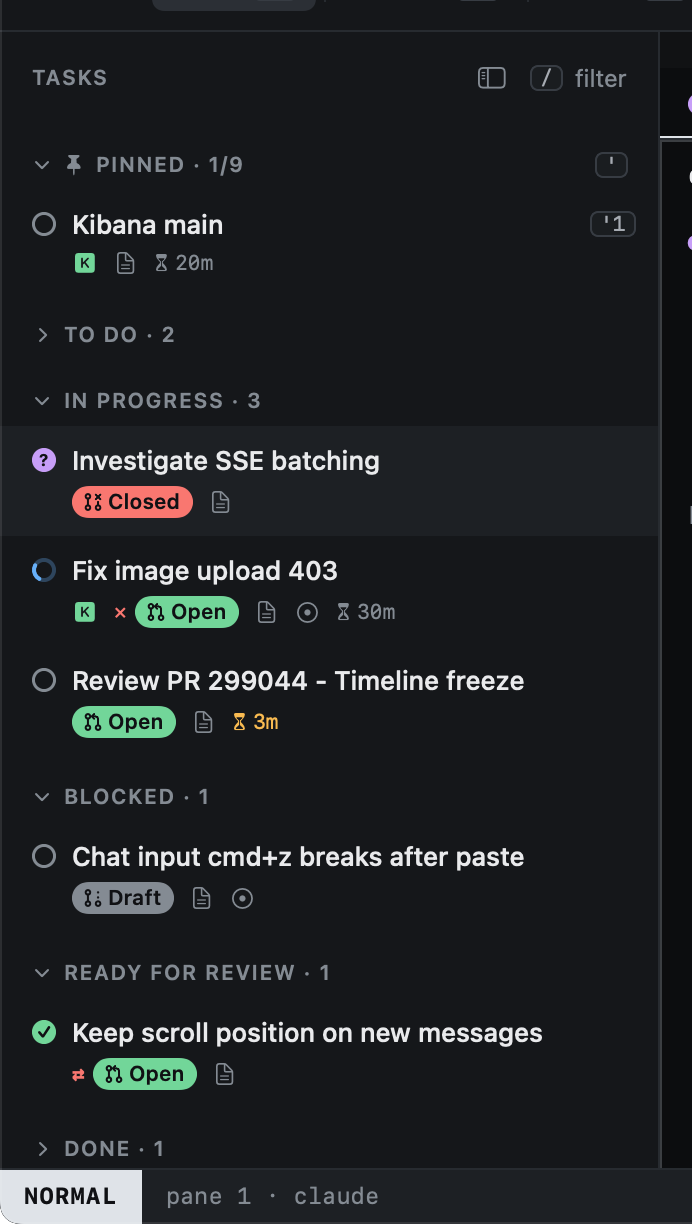 TASKS / filter
PINNED · 1/9 '
Kibana main '1
K 20m
TO DO · 2
IN PROGRESS · 3
? Investigate SSE batching
Closed
Fix image upload 403
K × Open 30m
Review PR 299044 - Timeline freeze
Open 3m
BLOCKED · 1
Chat input cmd+z breaks after paste
Draft
READY FOR REVIEW · 1
Keep scroll position on new messages
Open
DONE · 1
NORMAL pane 1 · claude